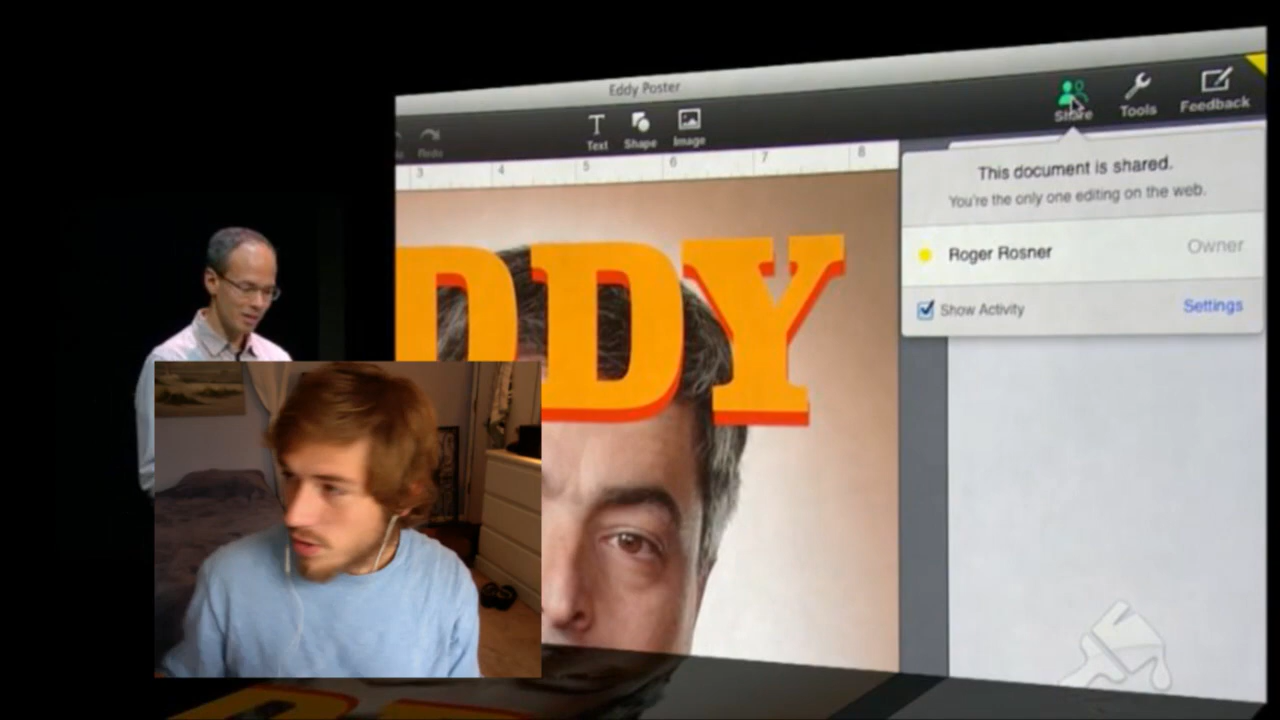 Eddy Poster
Redo
Text
Shape
Image
Share
Tools
Feedback
3 4 5 6 7 8
This document is shared.
You're the only one editing on the web.
Roger Rosner
Owner
Show Activity
Settings
DDY